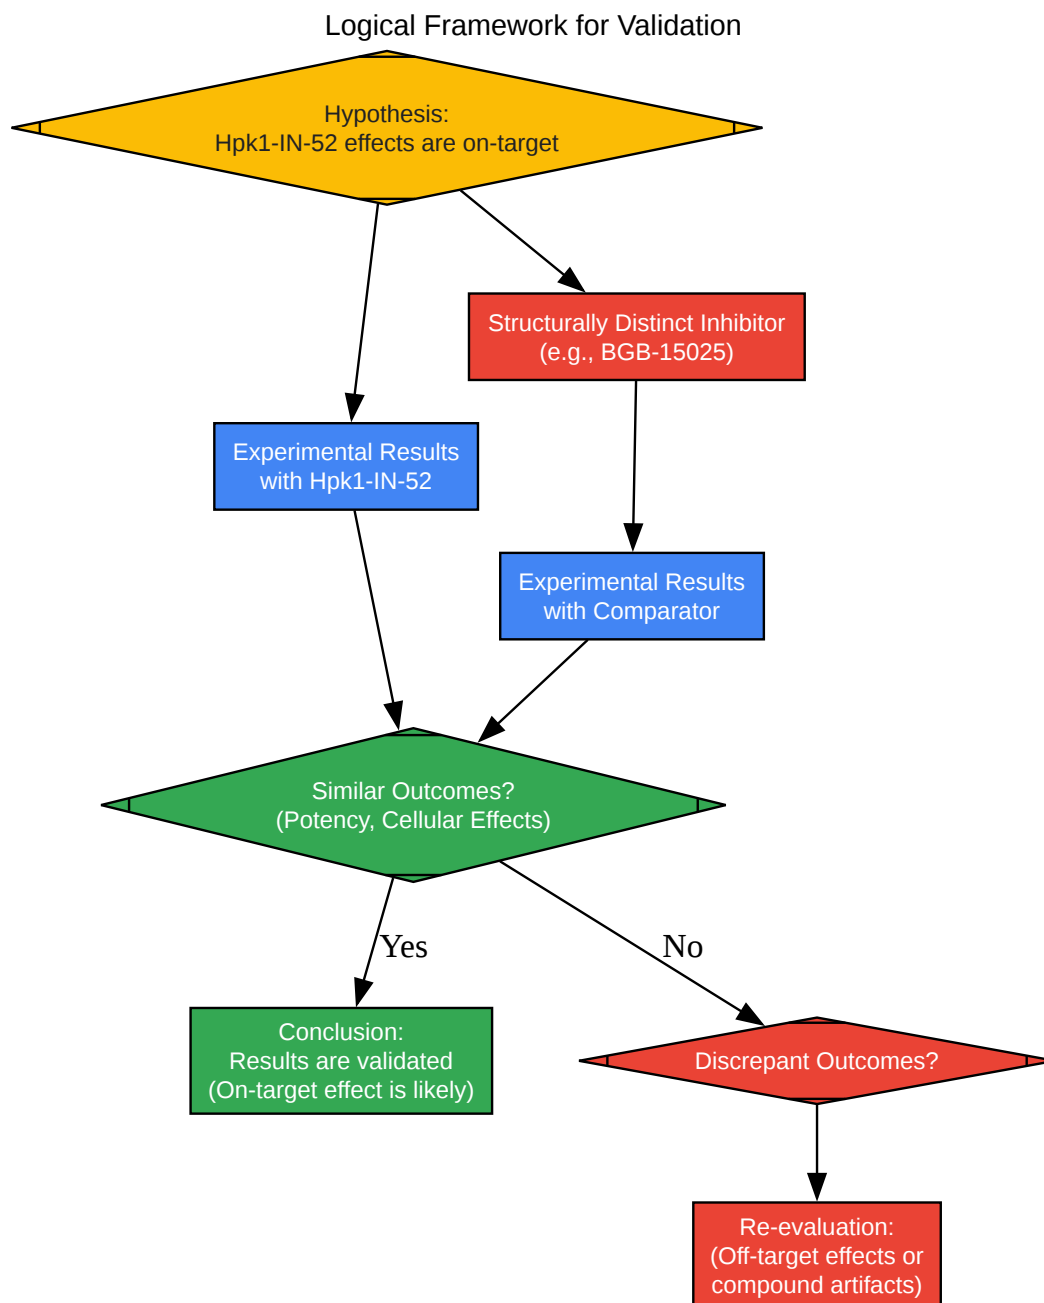 Logical Framework for Validation
Hypothesis:
Hpk1-IN-52 effects are on-target
Structurally Distinct Inhibitor
(e.g., BGB-15025)
Experimental Results
with Hpk1-IN-52
Experimental Results
with Comparator
Similar Outcomes?
(Potency, Cellular Effects)
Yes
No
Conclusion:
Results are validated
(On-target effect is likely)
Discrepant Outcomes?
Re-evaluation:
(Off-target effects or
compound artifacts)